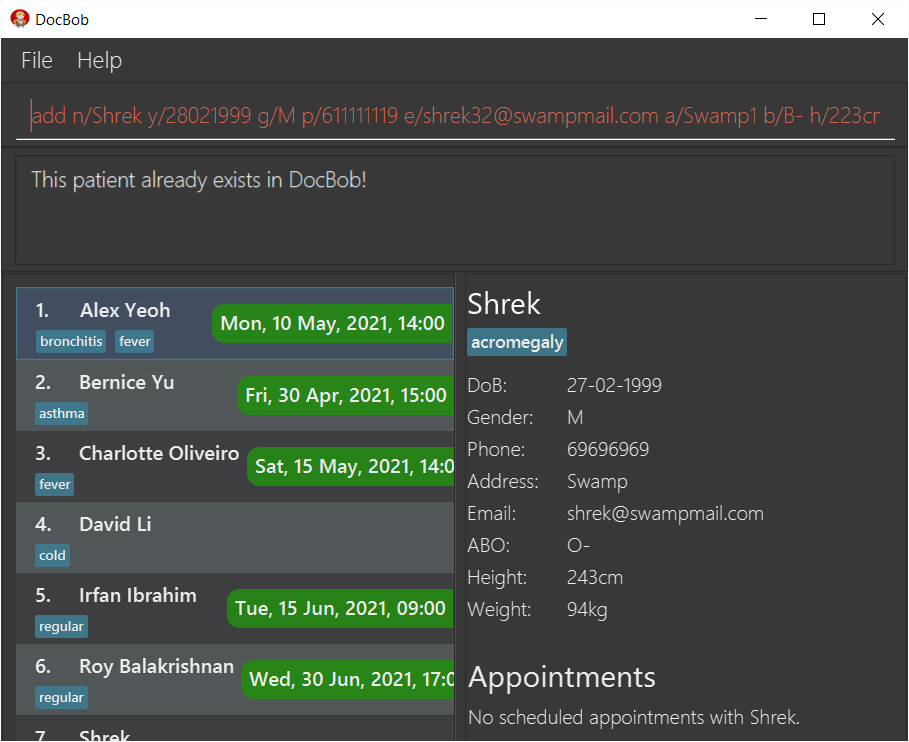 DocBob
File Help
add n/Shrek y/28021999 g/M p/611111119 e/shrek32@swampmail.com a/Swamp1 b/B- h/223cr
This patient already exists in DocBob!
1. Alex Yeoh Mon, 10 May, 2021, 14:00
bronchitis fever
2. Bernice Yu Fri, 30 Apr, 2021, 15:00
asthma
3. Charlotte Oliveiro Sat, 15 May, 2021, 14:0
fever
4. David Li
cold
5. Irfan Ibrahim Tue, 15 Jun, 2021, 09:00
regular
6. Roy Balakrishnan Wed, 30 Jun, 2021, 17:0
regular
7. Shrek
Shrek
acromegaly
DoB: 27-02-1999
Gender: M
Phone: 69696969
Address: Swamp
Email: shrek@swampmail.com
ABO: O-
Height: 243cm
Weight: 94kg
Appointments
No scheduled appointments with Shrek.